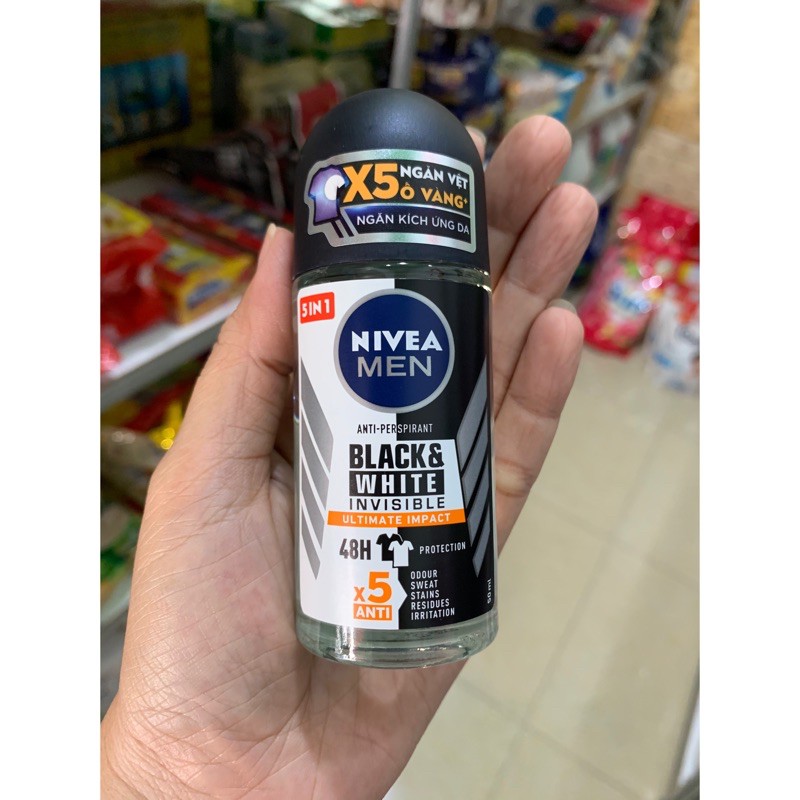 X5 NGĂN VỆT
Ố VÀNG+
NGĂN KÍCH ỨNG DA
5 IN 1
NIVEA
MEN
ANTI-PERSPIRANT
BLACK&
WHITE
INVISIBLE
ULTIMATE IMPACT
48H PROTECTION
x5
ANTI
ODOUR
SWEAT
STAINS
RESIDUES
IRRITATION
50 ml